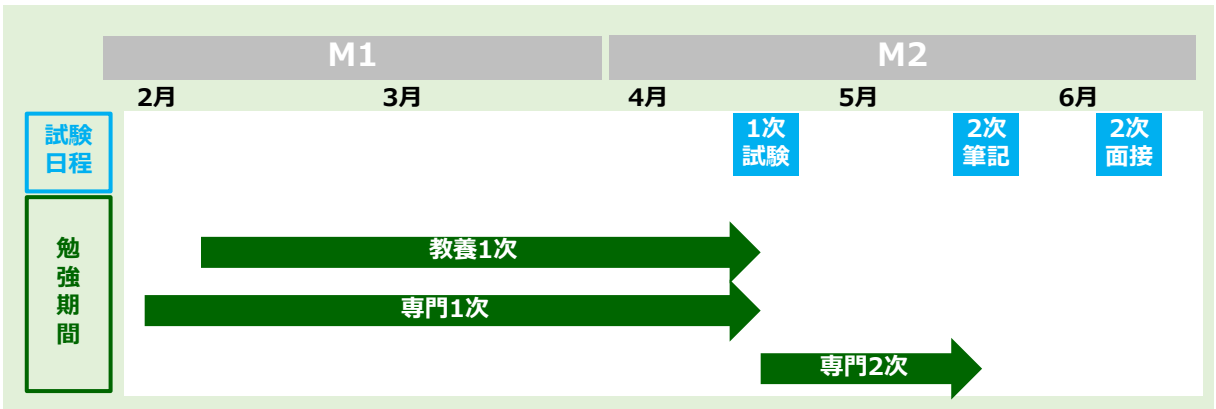 M1
M2
2月
3月
4月
5月
6月
試験
日程
1次
試験
2次
筆記
2次
面接
勉
強
期
間
教養1次
専門1次
専門2次